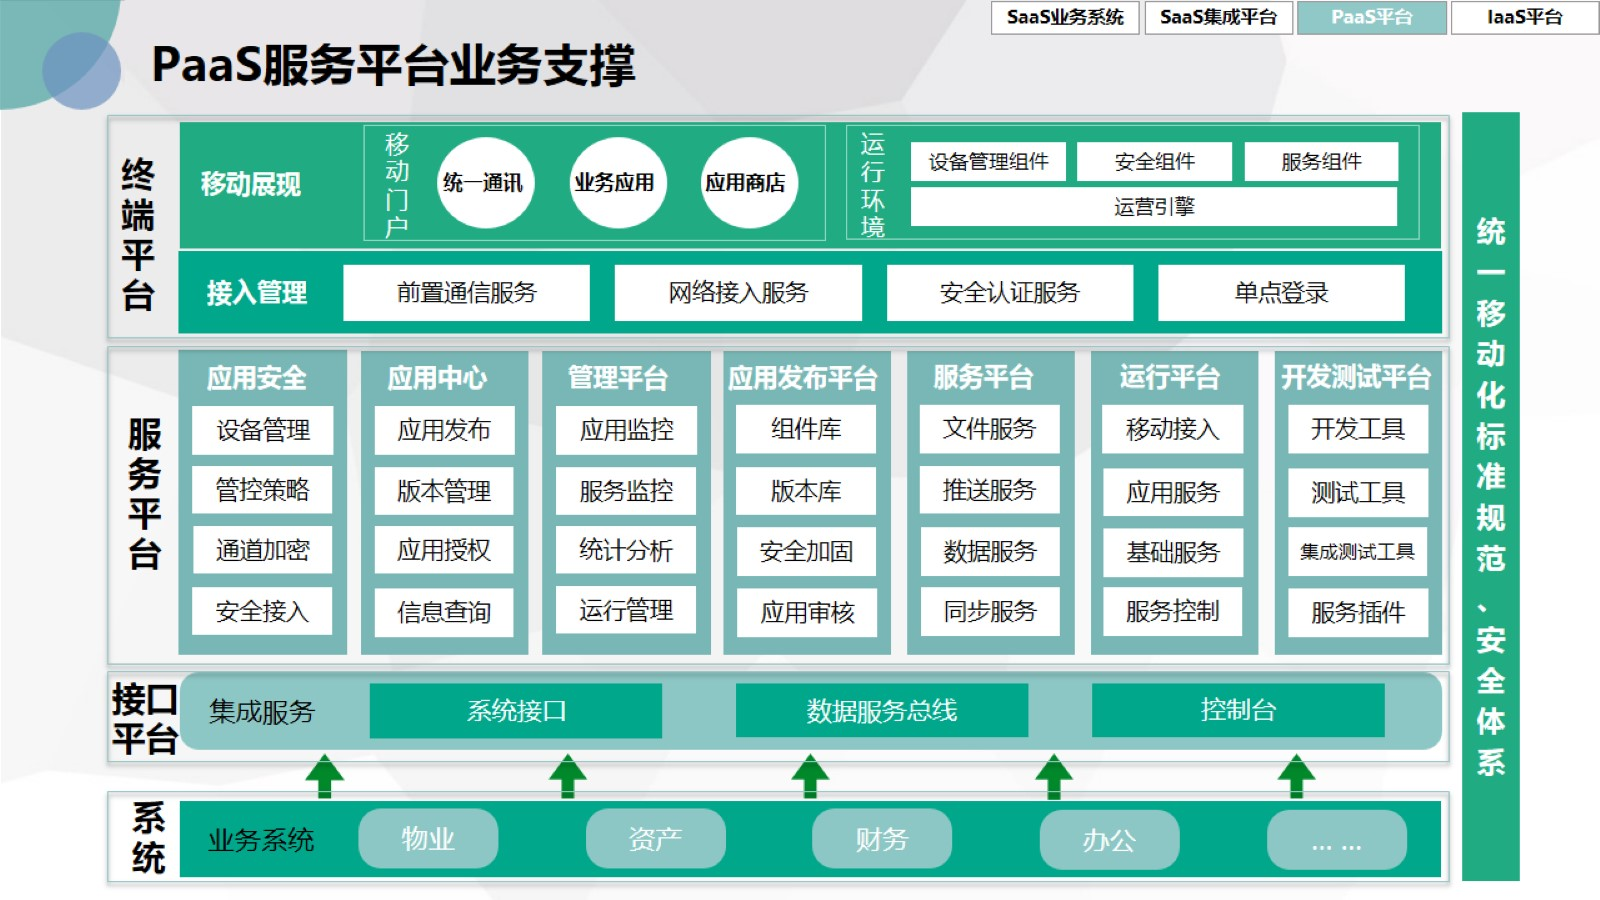 SaaS业务系统
SaaS集成平台
PaaS平台
IaaS平台
PaaS服务平台业务支撑
终端平台
移动展现
移动门户
统一通讯
业务应用
应用商店
运行环境
设备管理组件
安全组件
服务组件
运营引擎
接入管理
前置通信服务
网络接入服务
安全认证服务
单点登录
服务平台
应用安全
设备管理
管控策略
通道加密
安全接入
应用中心
应用发布
版本管理
应用授权
信息查询
管理平台
应用监控
服务监控
统计分析
运行管理
应用发布平台
组件库
版本库
安全加固
应用审核
服务平台
文件服务
推送服务
数据服务
同步服务
运行平台
移动接入
应用服务
基础服务
服务控制
开发测试平台
开发工具
测试工具
集成测试工具
服务插件
接口
平台
集成服务
系统接口
数据服务总线
控制台
系统
业务系统
物业
资产
财务
办公
... ...
统一移动化标准规范、安全体系